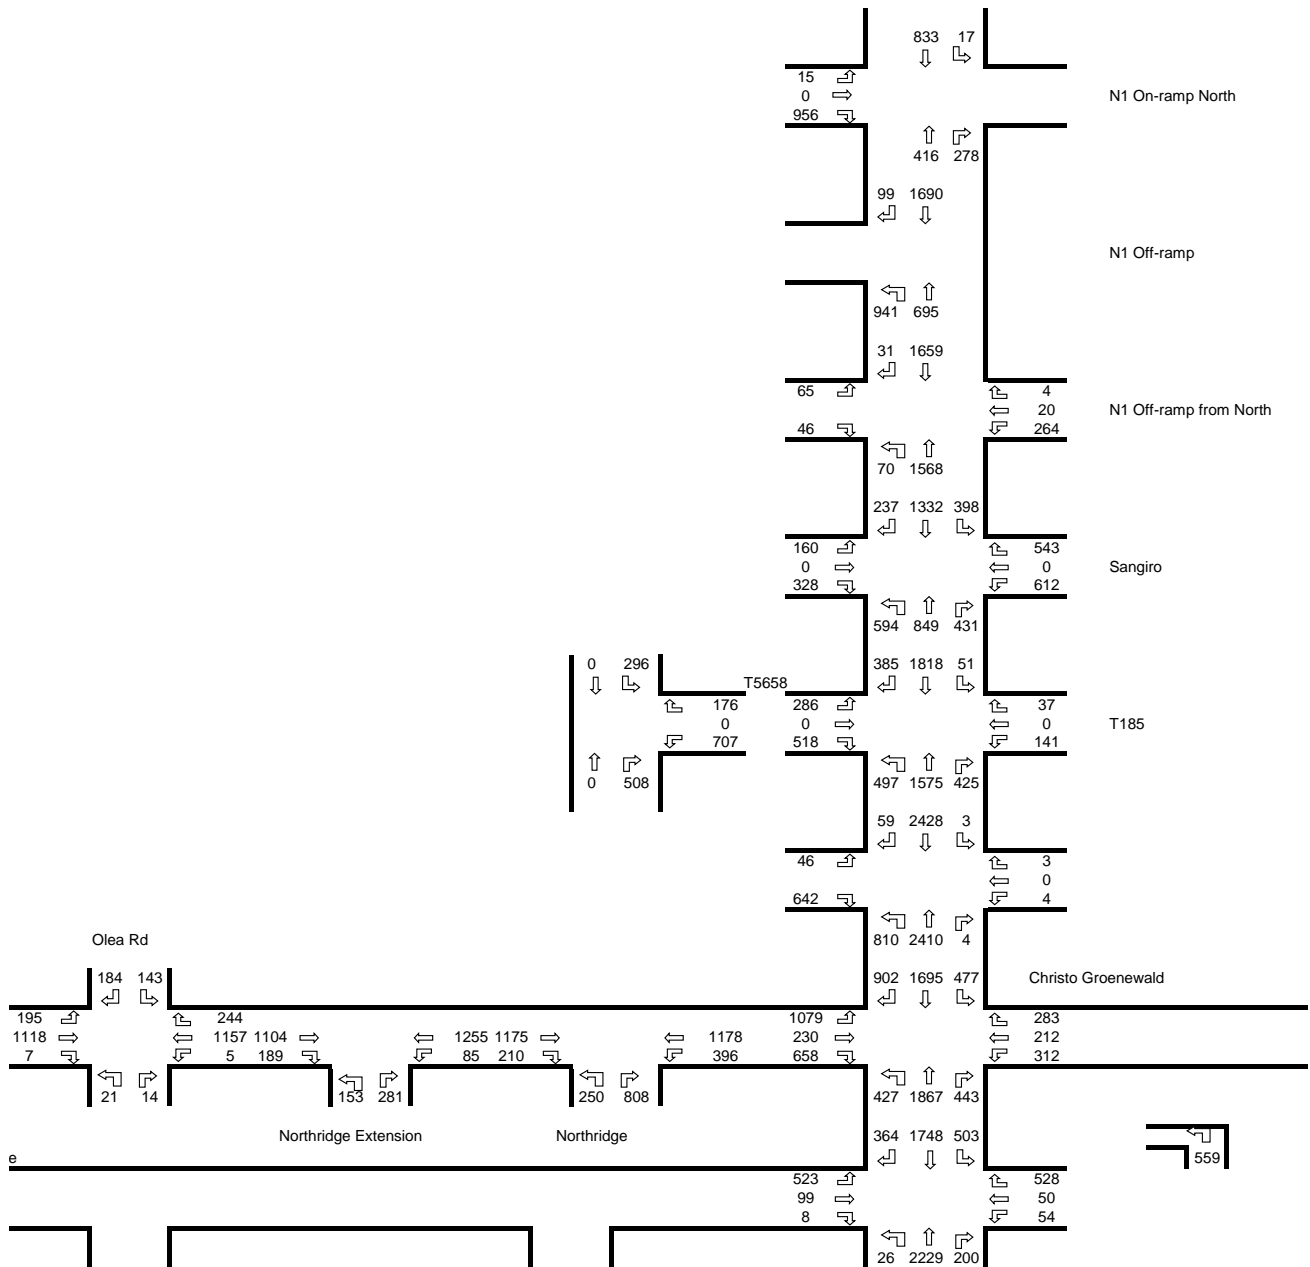 833 17
15
0 N1 On-ramp North
956
416 278
99 1690
N1 Off-ramp
941 695
31 1659
65 4
20 N1 Off-ramp from North
46 264
70 1568
237 1332 398
160 543
0 0 Sangiro
328 612
594 849 431
0 296 385 1818 51
T5658
176 286 37
0 0 0 T185
707 518 141
0 508 497 1575 425
59 2428 3
46 3
0
642 4
Olea Rd 810 2410 4
184 143 902 1695 477 Christo Groenewald
195 244 1079 283
1118 1157 1104 1255 1175 1178 230 212
7 5 189 85 210 396 658 312
21 14 153 281 250 808 427 1867 443
Northridge Extension Northridge 364 1748 503
e 559
523 528
99 50
8 54
26 2229 200